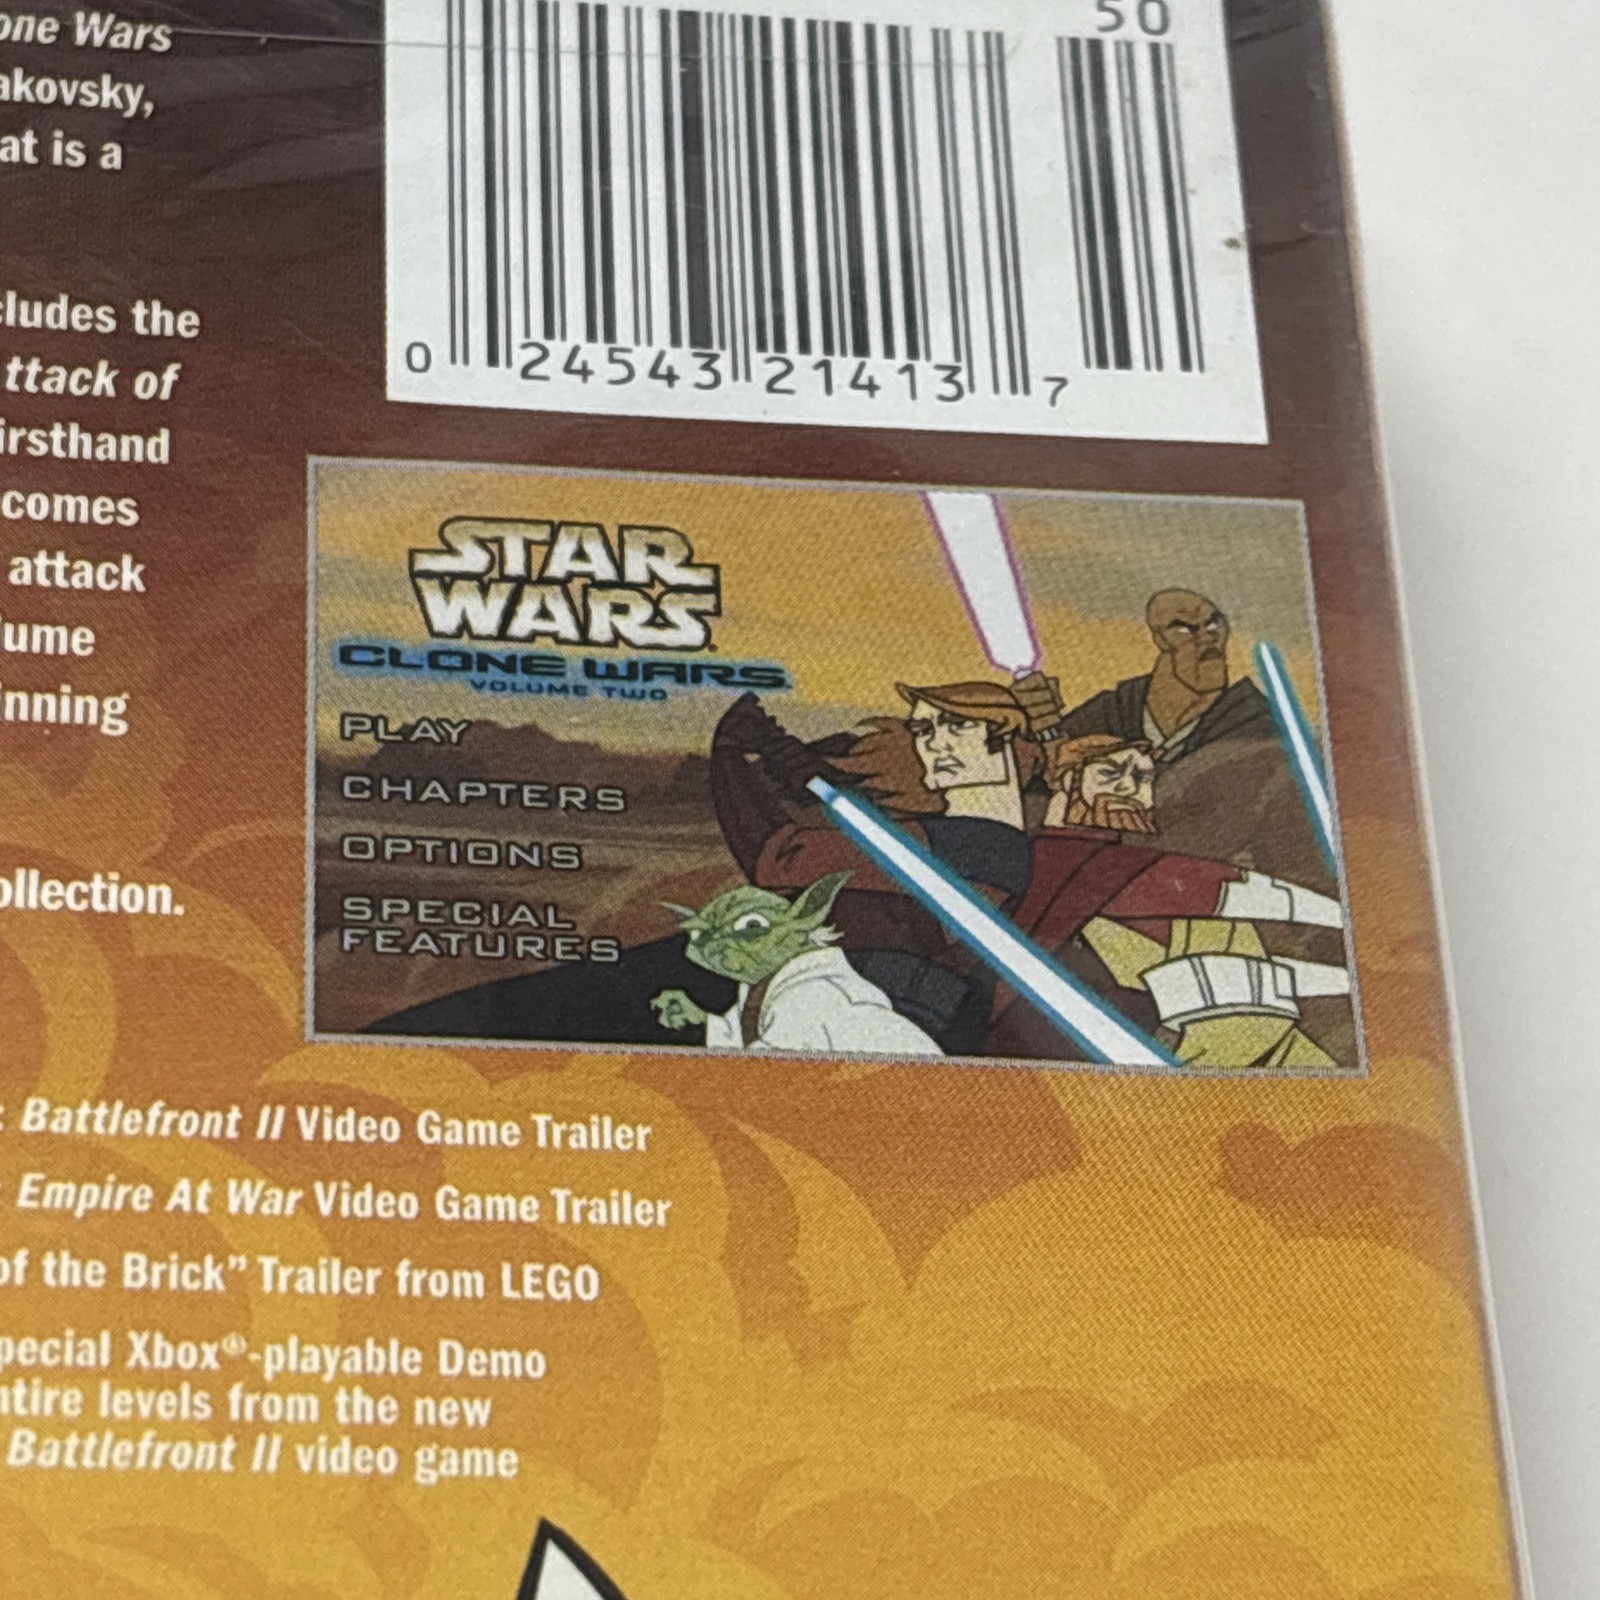 one Wars
akovsky,
at is a
50
0 24543 21413 7
cludes the
ttack of
irsthand
comes
attack
ume
inning
ollection.
STAR
WARS
CLONE WARS
VOLUME TWO
PLAY
CHAPTERS
OPTIONS
SPECIAL
FEATURES
: Battlefront II Video Game Trailer
: Empire At War Video Game Trailer
of the Brick” Trailer from LEGO
pecial Xbox®-playable Demo
ntire levels from the new
Battlefront II video game